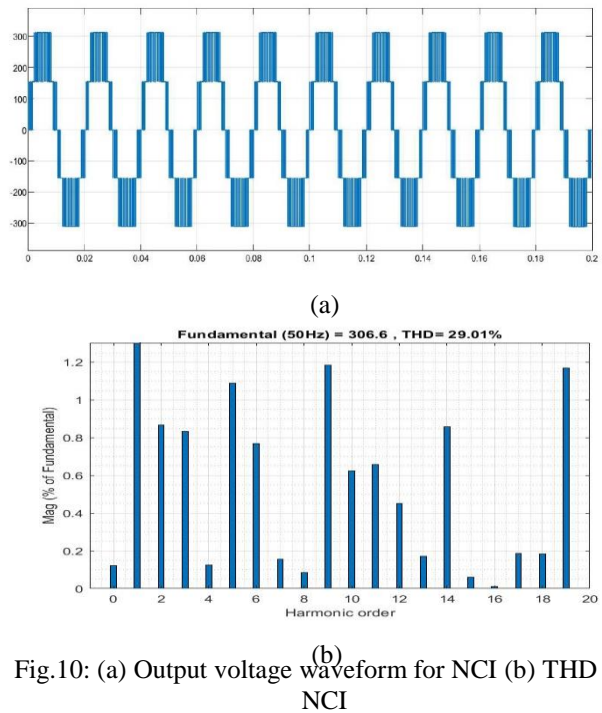 300
200
100
0
-100
-200
-300
0 0.02 0.04 0.06 0.08 0.1 0.12 0.14 0.16 0.18 0.2
(a)
Fundamental (50Hz) = 306.6 , THD= 29.01%
Mag (% of Fundamental)
1.2
1
0.8
0.6
0.4
0.2
0
0 2 4 6 8 10 12 14 16 18 20
Harmonic order
(b)
Fig.10: (a) Output voltage waveform for NCI (b) THD
NCI